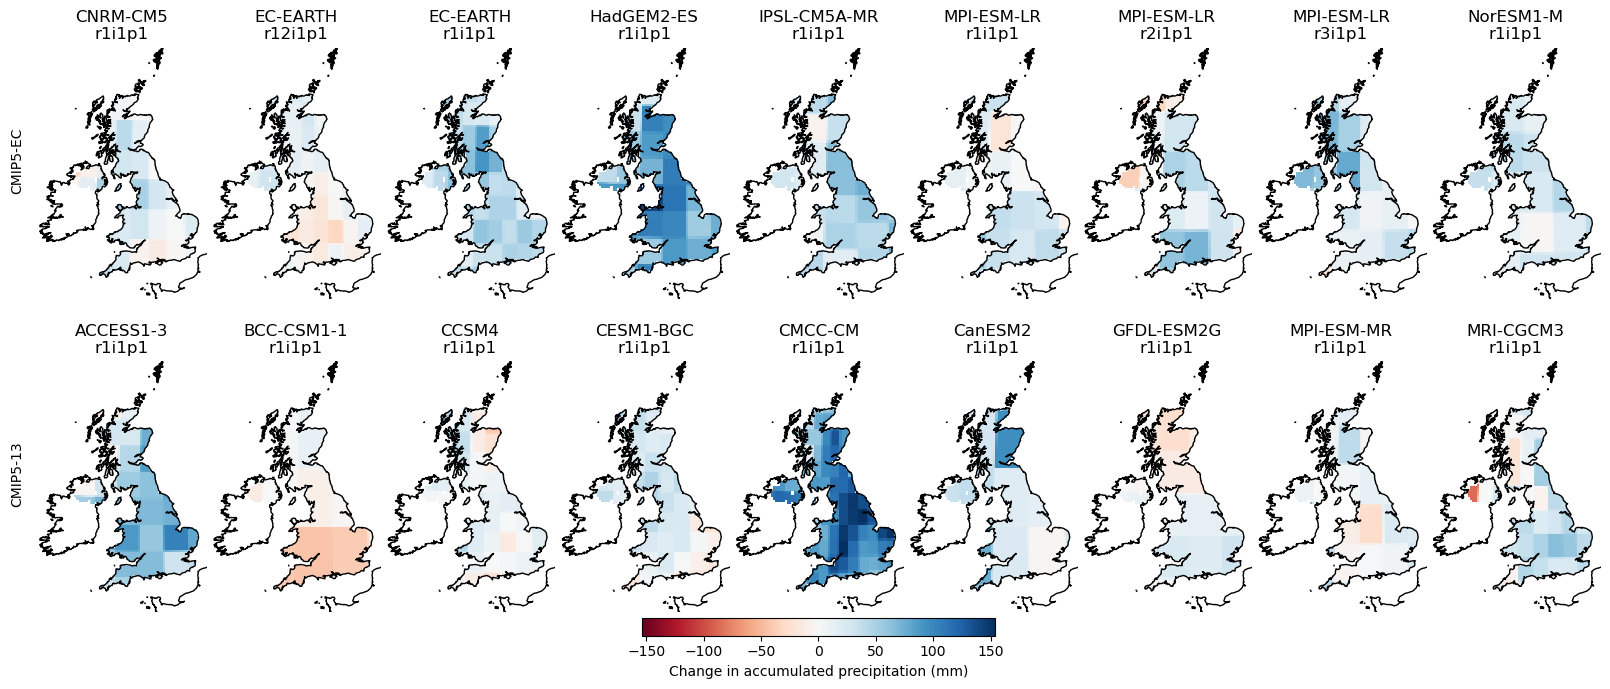 CNRM-CM5 EC-EARTH EC-EARTH HadGEM2-ES IPSL-CM5A-MR MPI-ESM-LR MPI-ESM-LR MPI-ESM-LR NorESM1-M
r1i1p1 r12i1p1 r1i1p1 r1i1p1 r1i1p1 r1i1p1 r2i1p1 r3i1p1 r1i1p1
CMIP5-EC
ACCESS1-3 BCC-CSM1-1 CCSM4 CESM1-BGC CMCC-CM CanESM2 GFDL-ESM2G MPI-ESM-MR MRI-CGCM3
r1i1p1 r1i1p1 r1i1p1 r1i1p1 r1i1p1 r1i1p1 r1i1p1 r1i1p1 r1i1p1
CMIP5-13
−150 −100 −50 0 50 100 150
Change in accumulated precipitation (mm)